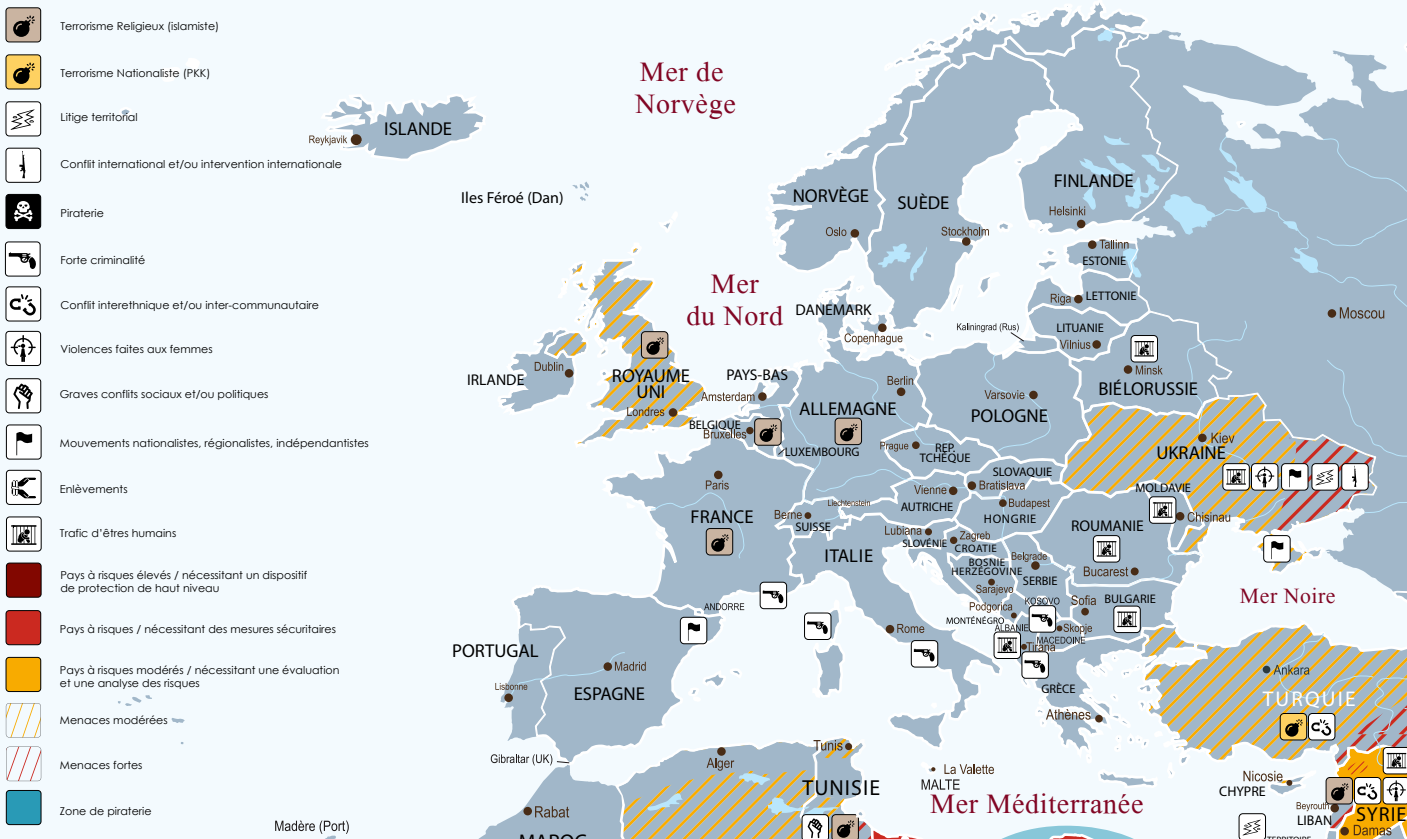 Terrorisme Religieux (islamiste)
Terrorisme Nationaliste (PKK)
Litige territorial
Conflit international et/ou intervention internationale
Piraterie
Forte criminalité
Conflit interethnique et/ou inter-communautaire
Violences faites aux femmes
Graves conflits sociaux et/ou politiques
Mouvements nationalistes, régionalistes, indépendantistes
Enlèvements
Trafic d'êtres humains
Pays à risques élevés / nécessitant un dispositif
de protection de haut niveau
Pays à risques / nécessitant des mesures sécuritaires
Pays à risques modérés / nécessitant une évaluation
et une analyse des risques
Menaces modérées
Menaces fortes
Zone de piraterie
Mer de
Norvège
ISLANDE
Reykjavik
Iles Féroé (Dan)
NORVÈGE
Oslo
SUÈDE
Stockholm
FINLANDE
Helsinki
Tallinn
ESTONIE
Mer
du Nord
DANEMARK
Copenhague
Riga
LETTONIE
LITUANIE
Vilnius
Kaliningrad (Rus)
Moscou
Minsk
BIÉLORUSSIE
Dublin
IRLANDE
ROYAUME
UNI
Londres
PAYS-BAS
Amsterdam
BELGIQUE
Bruxelles
LUXEMBOURG
Berlin
ALLEMAGNE
Varsovie
POLOGNE
Prague
REP.
TCHÈQUE
Kiev
UKRAINE
SLOVAQUIE
Bratislava
Vienne
AUTRICHE
Budapest
HONGRIE
MOLDAVIE
Chisinau
Paris
FRANCE
Berne
SUISSE
Liechtenstein
ITALIE
Lubiana
SLOVÉNIE
Zagreb
CROATIE
BOSNIE
HERZÉGOVINE
Sarajevo
Belgrade
SERBIE
ROUMANIE
Bucarest
Mer Noire
ANDORRE
Podgorica
MONTÉNÉGRO
KOSOVO
Sofia
BULGARIE
ALBANIE
Skopje
MACEDOINE
Tirana
Rome
PORTUGAL
Lisbonne
Madrid
ESPAGNE
GRÈCE
Athènes
Ankara
TURQUIE
Gibraltar (UK)
Alger
Tunis
TUNISIE
La Valette
MALTE
Mer Méditerranée
Nicosie
CHYPRE
Beyrouth
LIBAN
SYRIE
Damas
TERRITOIRE
Rabat
MAROC
Madère (Port)